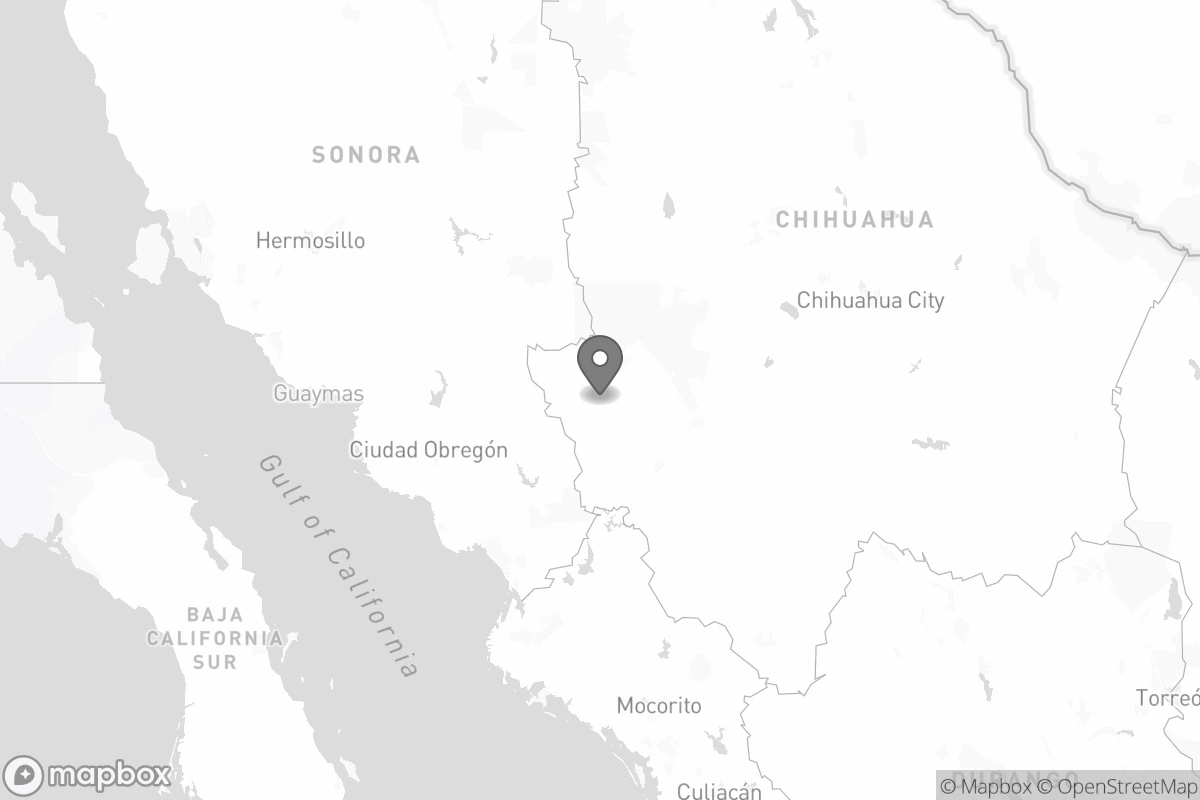 SONORA
CHIHUAHUA
Hermosillo
Chihuahua City
Guaymas
Ciudad Obregón
Gulf of California
BAJA
CALIFORNIA
SUR
Mocorito
Torreó
Culiacán
DURANGO
mapbox
© Mapbox © OpenStreetMap